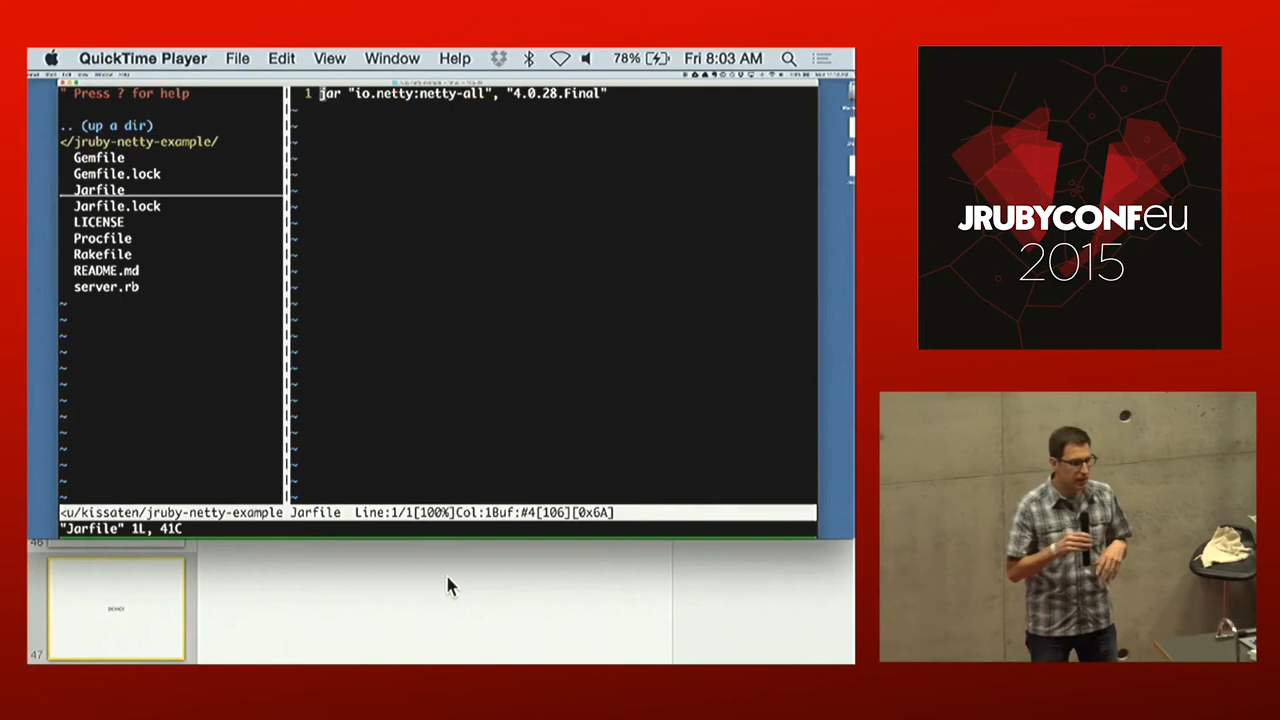 QuickTime Player File Edit View Window Help 78% Fri 8:03 AM
" Press ? for help
.. (up a dir)
</jruby-netty-example/
Gemfile
Gemfile.lock
Jarfile
Jarfile.lock
LICENSE
Procfile
Rakefile
README.md
server.rb
1 jar "io.netty:netty-all", "4.0.28.Final"
<u/kissaten/jruby-netty-example Jarfile Line:1/1[100%]Col:1Buf:#4[106][0x6A]
"Jarfile" 1L, 41C
46
47
JRUBYCONF.eu
2015